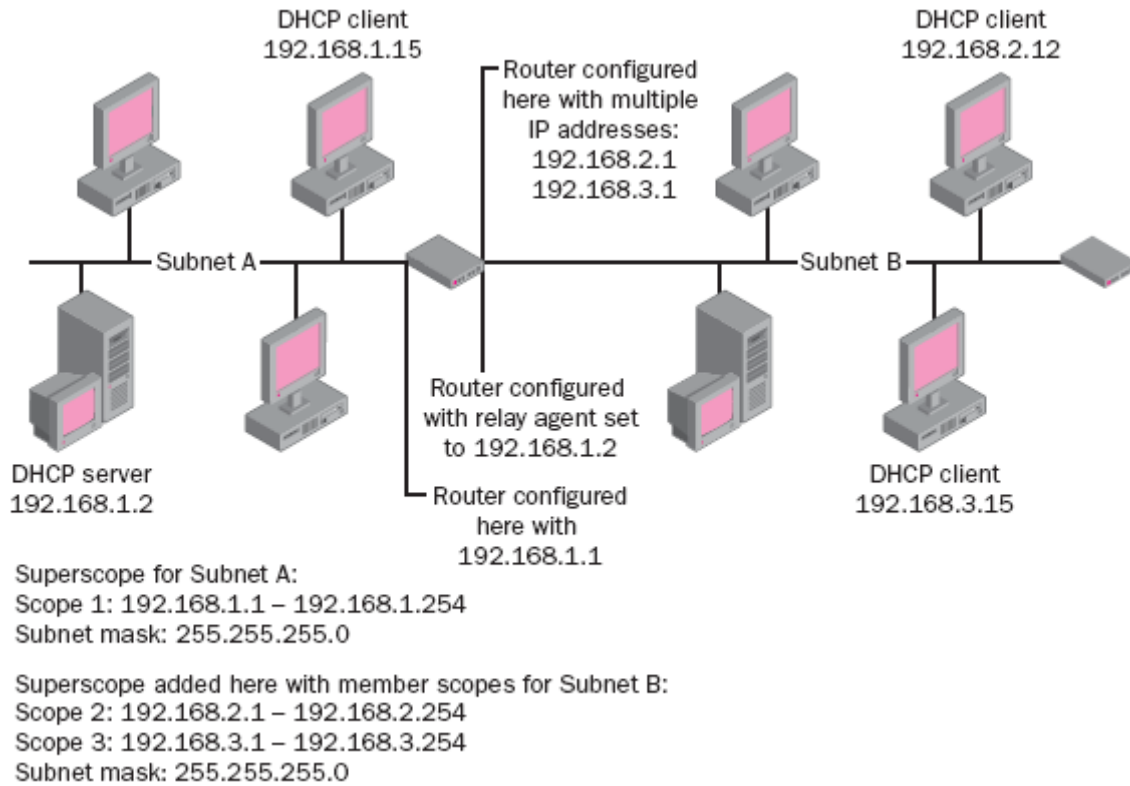 DHCP client
192.168.1.15
DHCP client
192.168.2.12
Router configured
here with multiple
IP addresses:
192.168.2.1
192.168.3.1
Subnet A
Subnet B
Router configured
with relay agent set
to 192.168.1.2
DHCP server
192.168.1.2
DHCP client
192.168.3.15
Router configured
here with
192.168.1.1
Superscope for Subnet A:
Scope 1: 192.168.1.1 – 192.168.1.254
Subnet mask: 255.255.255.0
Superscope added here with member scopes for Subnet B:
Scope 2: 192.168.2.1 – 192.168.2.254
Scope 3: 192.168.3.1 – 192.168.3.254
Subnet mask: 255.255.255.0